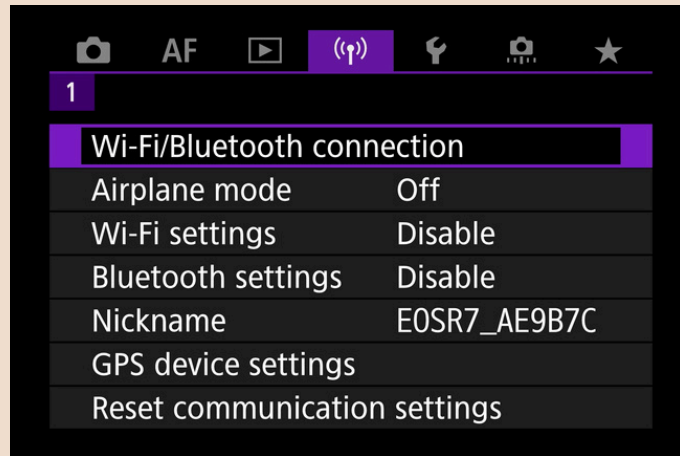 AF
1
Wi-Fi/Bluetooth connection
Airplane mode Off
Wi-Fi settings Disable
Bluetooth settings Disable
Nickname E0SR7_AE9B7C
GPS device settings
Reset communication settings